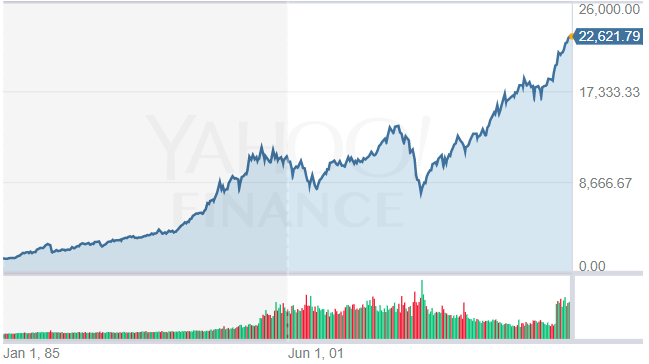 26,000.00
22,621.79
17,333.33
YAHOO!
FINANCE
8,666.67
0.00
Jan 1, 85
Jun 1, 01